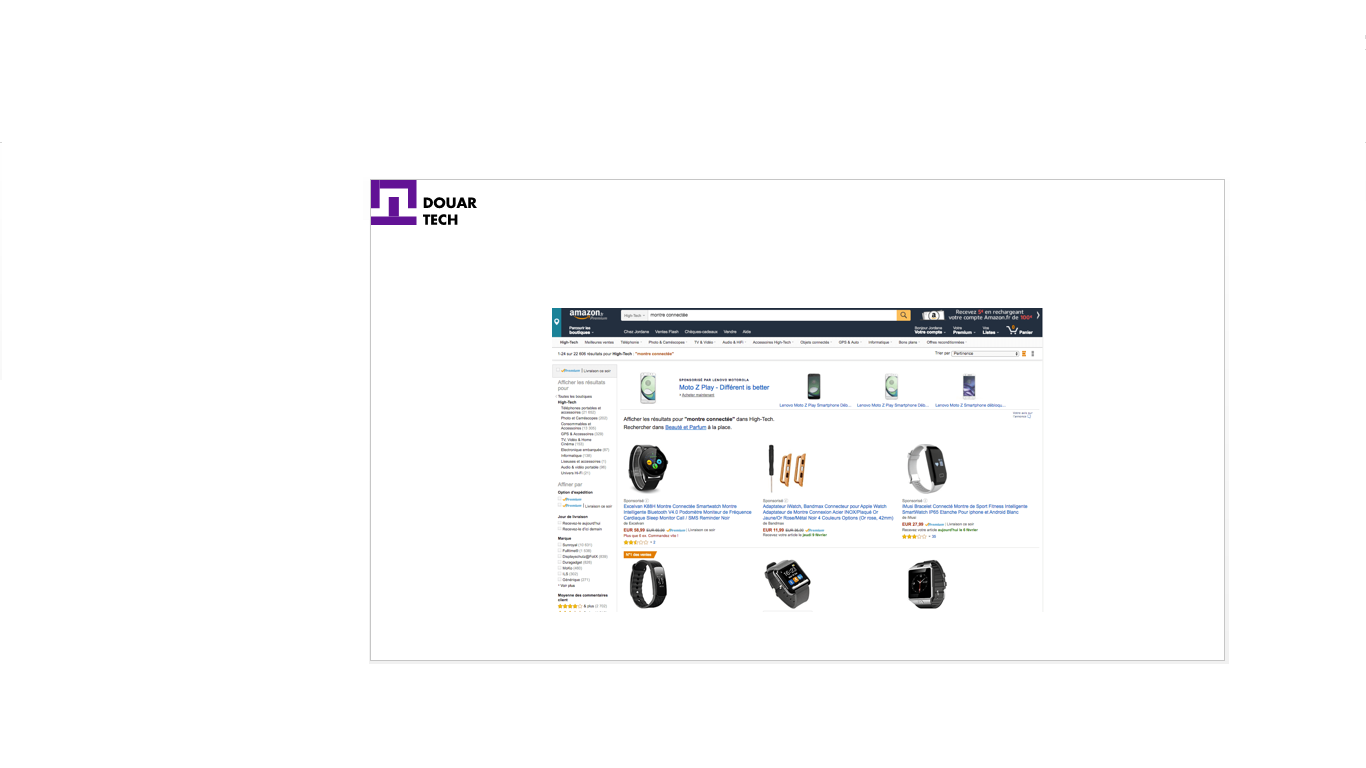 DOUAR
TECH
amazon
Premium
High-Tech
montre connectée
Recevez 5€ en rechargeant
votre compte Amazon.fr de 100€*
Parcourir les
boutiques
Chez Jordane Ventes Flash Chèques-cadeaux Vendre Aide
Bonjour Jordane
Votre compte
Votre
Premium
Vos
Listes
0
Panier
High-Tech Meilleures ventes Téléphonie Photo & Caméscopes TV & Vidéo Audio & HiFi Accessoires High-Tech Objets connectés GPS & Auto Informatique Bons plans Offres reconditionnées
1-24 sur 22 606 résultats pour High-Tech : "montre connectée"
Trier par Pertinence
Premium | Livraison ce soir
Afficher les résultats
pour
Toutes les boutiques
High-Tech
Téléphones portables et
accessoires
Photo et Caméscopes
Consommables et
Accessoires
GPS & Accessoires
TV, Vidéo & Home
Cinéma
Electronique embarquée
Informatique
Liseuses et accessoires
Audio & vidéo portable
Univers Hi-Fi
Affiner par
Option d'expédition
Premium
Premium | Livraison ce soir
Jour de livraison
Recevez-le aujourd'hui
Recevez-le d'ici demain
Marque
Sunroyal
Duragadget
Générique
Voir plus
Moyenne des commentaires
client
& plus
SPONSORISÉ PAR LENOVO MOTOROLA
Moto Z Play - Différent is better
Achetez maintenant
Lenovo Moto Z Play Smartphone Déb...
Lenovo Moto Z Play Smartphone Déb...
Lenovo Moto Z Play Smartphone débloqu...
Afficher les résultats pour "montre connectée" dans High-Tech.
Rechercher dans Beauté et Parfum à la place.
Sponsorisé
Excelvan K88H Montre Connectée Smartwatch Montre
Intelligente Bluetooth V4.0 Podomètre Moniteur de Fréquence
Cardiaque Sleep Monitor Call / SMS Reminder Noir
de Excelvan
Premium | Livraison ce soir
Plus que 6 ex. Commandez vite !
Sponsorisé
Adaptateur iWatch, Bandmax Connecteur pour Apple Watch
Adaptateur de Montre Connexion Acier INOX/Plaqué Or
Jaune/Or Rose/Métal Noir 4 Couleurs Options (Or rose, 42mm)
de Bandmax
EUR 11,99
Premium
Recevez votre article le jeudi 9 février
Sponsorisé
iMusi Bracelet Connecté Montre de Sport Fitness Intelligente
SmartWatch IP65 Etanche Pour iphone et Android Blanc
de iMusi
EUR 27,99 Premium | Livraison ce soir
Recevez votre article aujourd'hui 8 février
N°1 des ventes